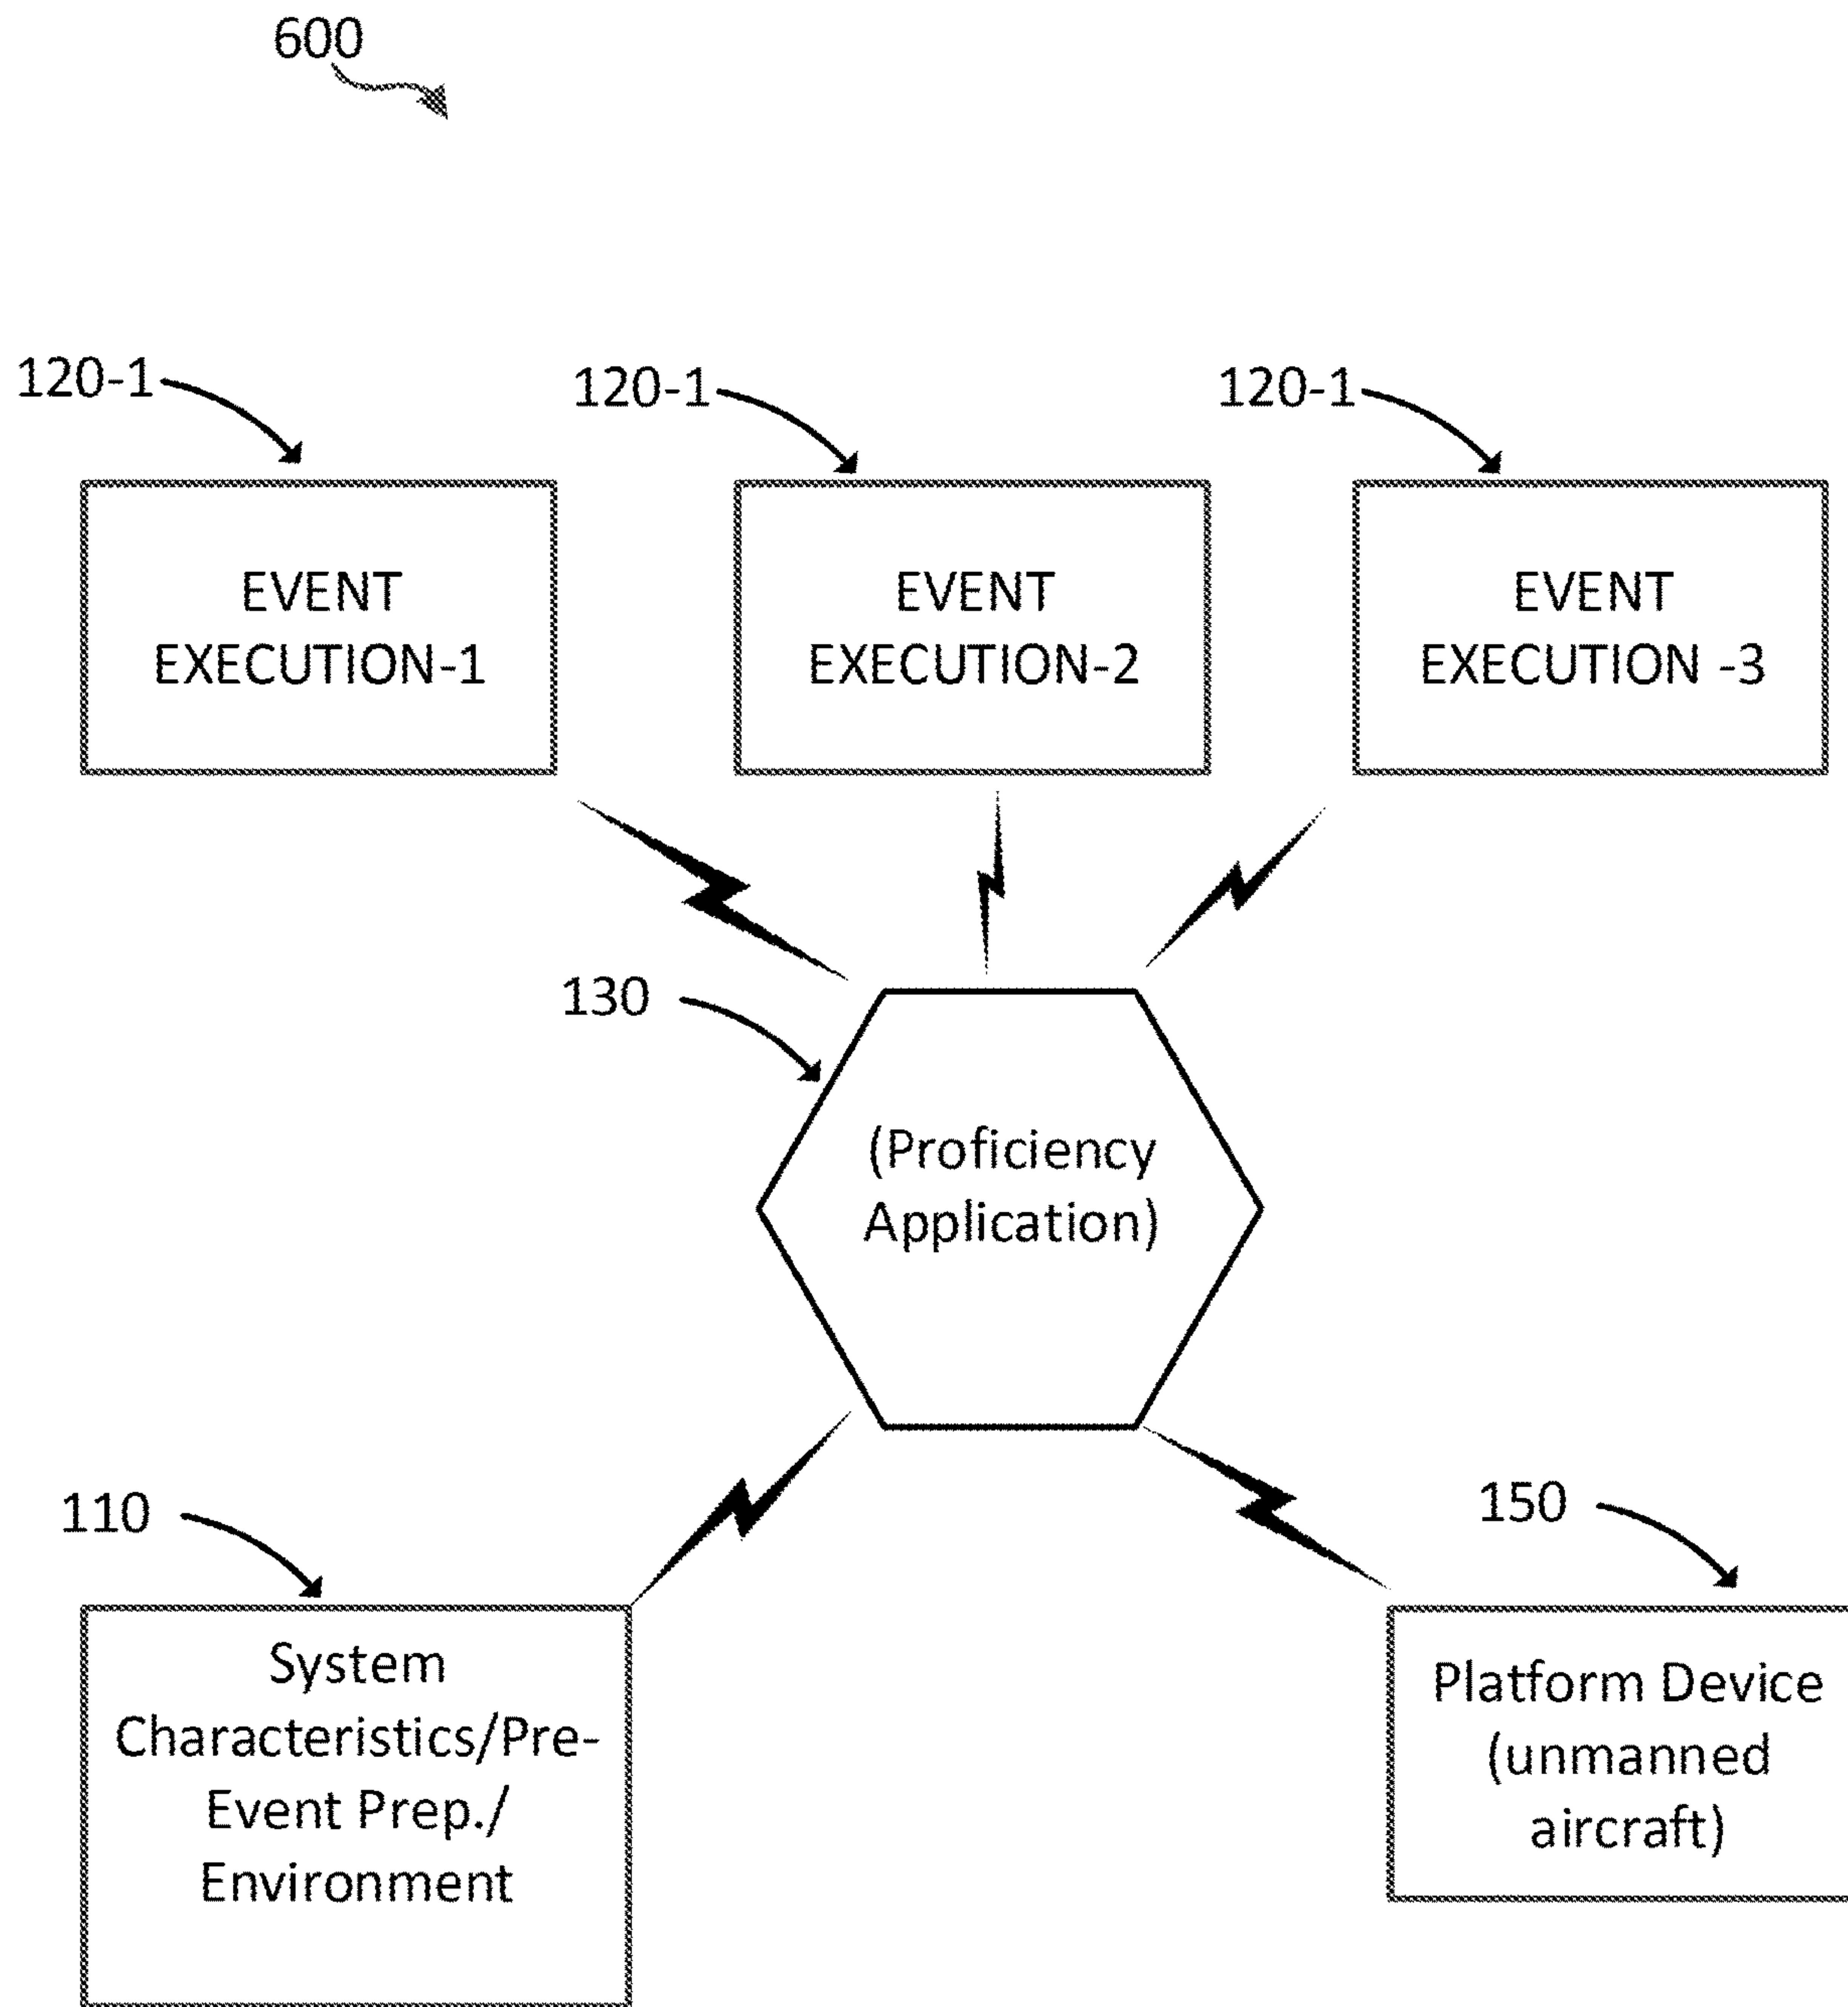 600
120-1
120-1
120-1
EVENT
EXECUTION-1
EVENT
EXECUTION-2
EVENT
EXECUTION -3
130
(Proficiency
Application)
110
150
System
Characteristics/Pre-
Event Prep./
Environment
Platform Device
(unmanned
aircraft)